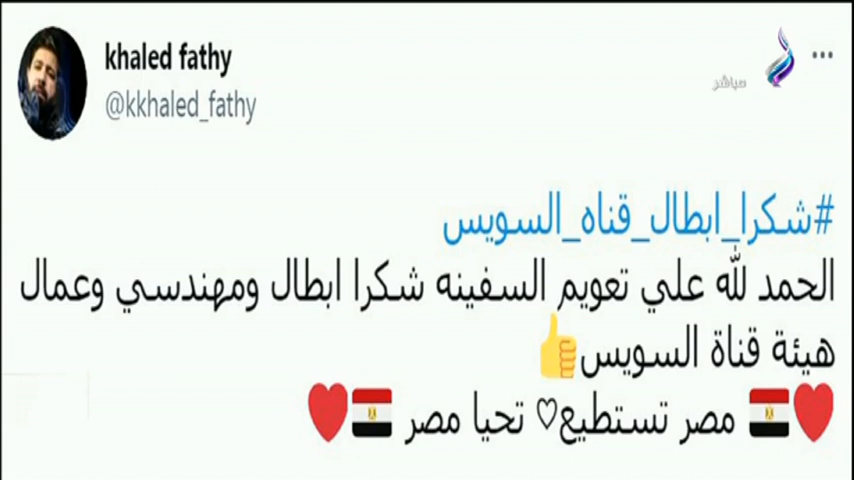 khaled fathy
@kkhaled_fathy
مباشر
#شكرا_ابطال_قناه_السويس
الحمد لله علي تعويم السفينه شكرا ابطال ومهندسي وعمال
هيئة قناة السويس👍
❤️🇪🇬 مصر تستطيع♡ تحيا مصر 🇪🇬❤️